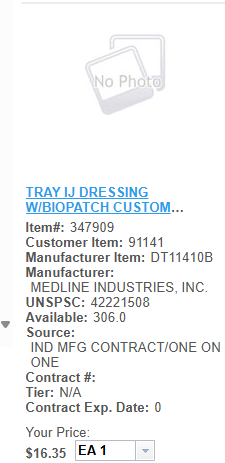 No Photo
TRAY IJ DRESSING
W/BIOPATCH CUSTOM...
Item#: 347909
Customer Item: 91141
Manufacturer Item: DT11410B
Manufacturer:
MEDLINE INDUSTRIES, INC.
UNSPSC: 42221508
Available: 306.0
Source:
IND MFG CONTRACT/ONE ON
ONE
Contract #:
Tier: N/A
Contract Exp. Date: 0
Your Price:
$16.35 EA 1